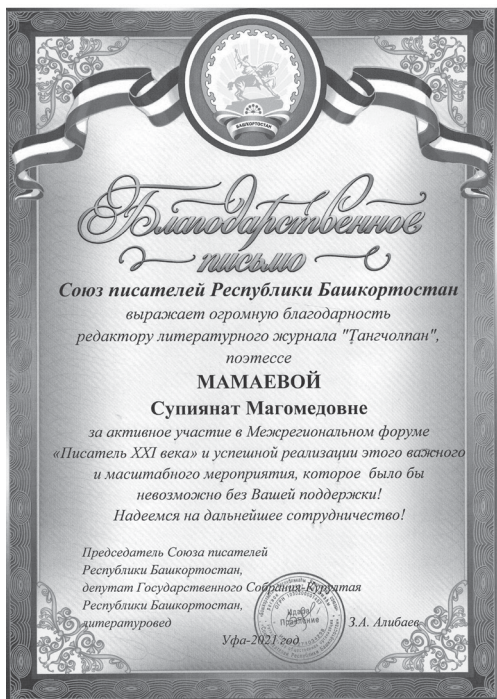 БАШКОРТОСТАН
Благодарственное
письмо
Союз писателей Республики Башкортостан
выражает огромную благодарность
редактору литературного журнала "Тангчолпан",
поэтессе
МАМАЕВОЙ
Супиянат Магомедовне
за активное участие в Межрегиональном форуме
«Писатель XXI века» и успешной реализации этого важного
и масштабного мероприятия, которое было бы
невозможно без Вашей поддержки!
Надеемся на дальнейшее сотрудничество!
Председатель Союза писателей
Республики Башкортостан,
депутат Государственного Собрания-Курултая
Республики Башкортостан,
литературовед З.А. Алибаев
Уфа-2021 год